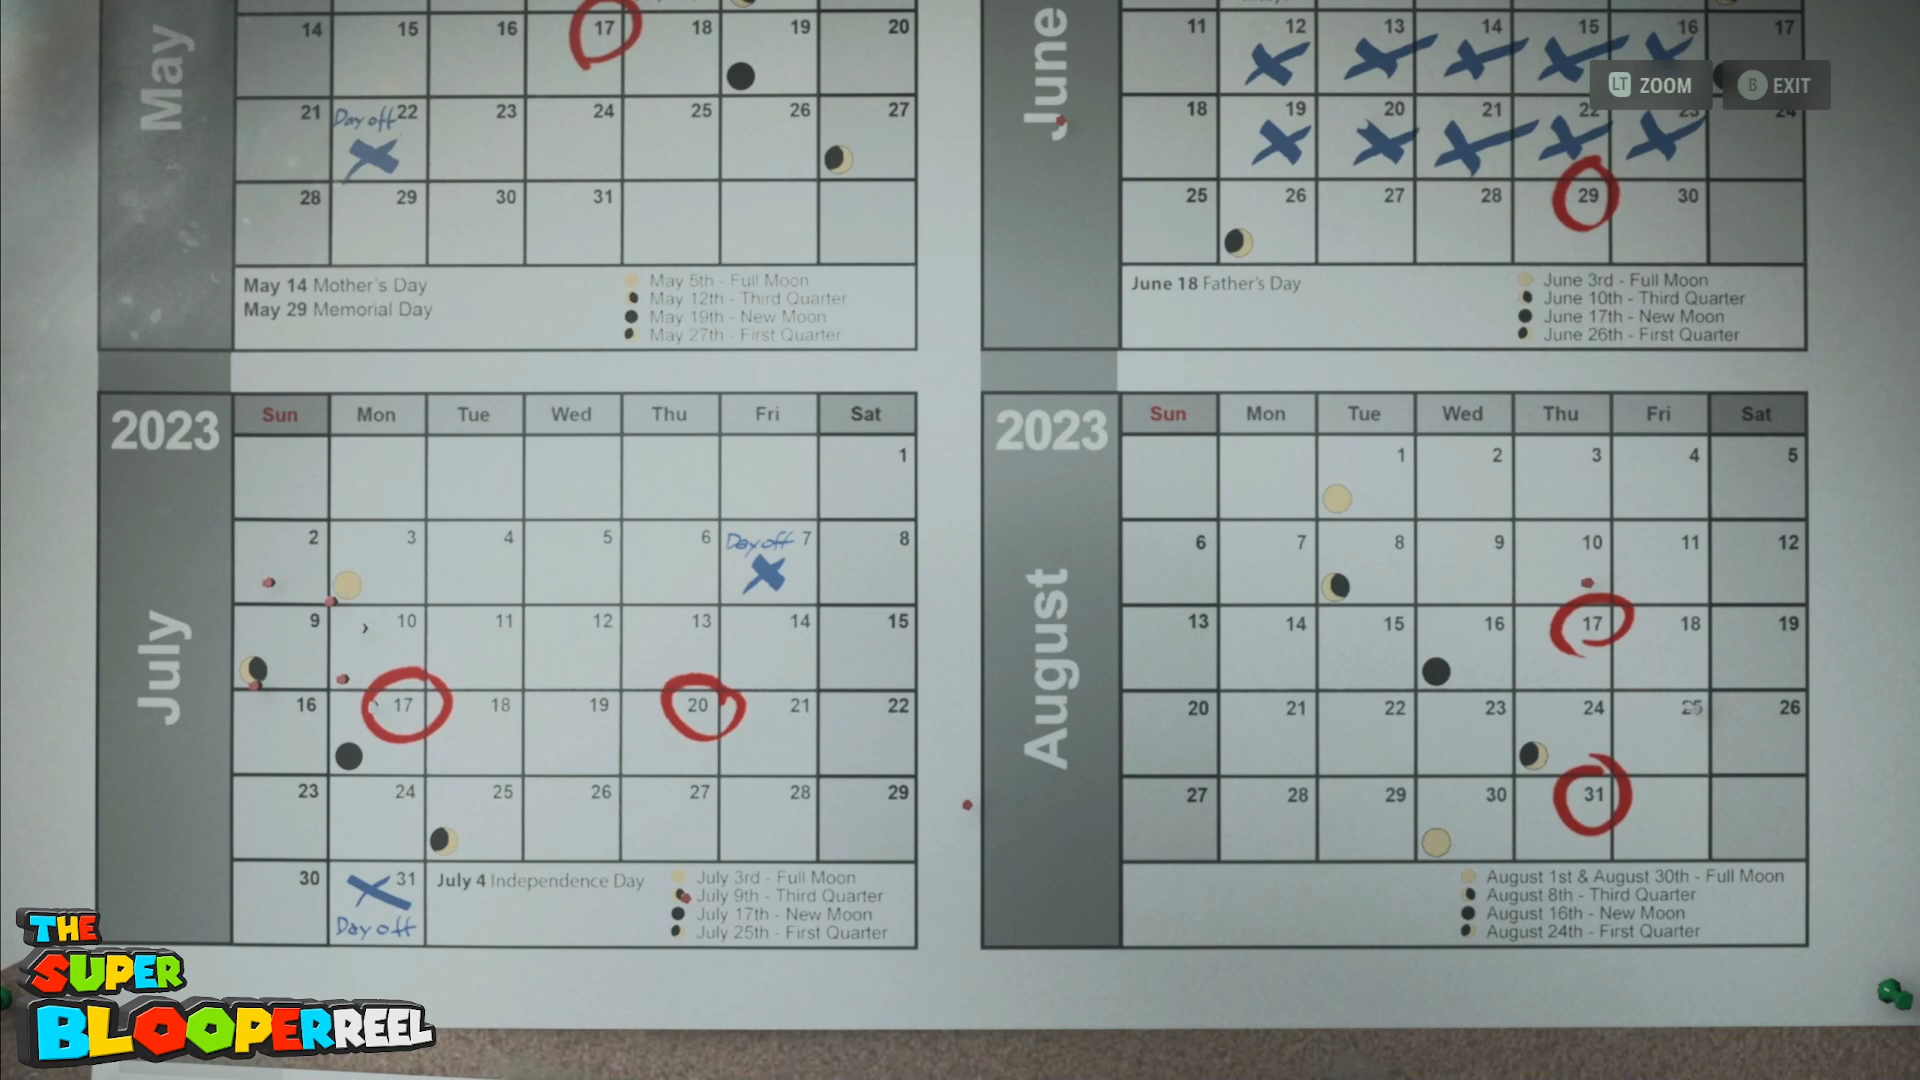 May
14 15 16 17 18 19 20
21 Day off 22 23 24 25 26 27
28 29 30 31
May 14 Mother's Day
May 29 Memorial Day
May 5th - Full Moon
May 12th - Third Quarter
May 19th - New Moon
May 27th - First Quarter
June
11 12 13 14 15 16 17
18 19 20 21 22 23 24
25 26 27 28 29 30
June 18 Father's Day
June 3rd - Full Moon
June 10th - Third Quarter
June 17th - New Moon
June 26th - First Quarter
LT ZOOM
B EXIT
2023
July
Sun Mon Tue Wed Thu Fri Sat
1
2 3 4 5 6 Day off 7 8
9 10 11 12 13 14 15
16 17 18 19 20 21 22
23 24 25 26 27 28 29
30 31
Day off
July 4 Independence Day
July 3rd - Full Moon
July 9th - Third Quarter
July 17th - New Moon
July 25th - First Quarter
2023
August
Sun Mon Tue Wed Thu Fri Sat
1 2 3 4 5
6 7 8 9 10 11 12
13 14 15 16 17 18 19
20 21 22 23 24 25 26
27 28 29 30 31
August 1st & August 30th - Full Moon
August 8th - Third Quarter
August 16th - New Moon
August 24th - First Quarter
THE
SUPER
BLOOPERREEL